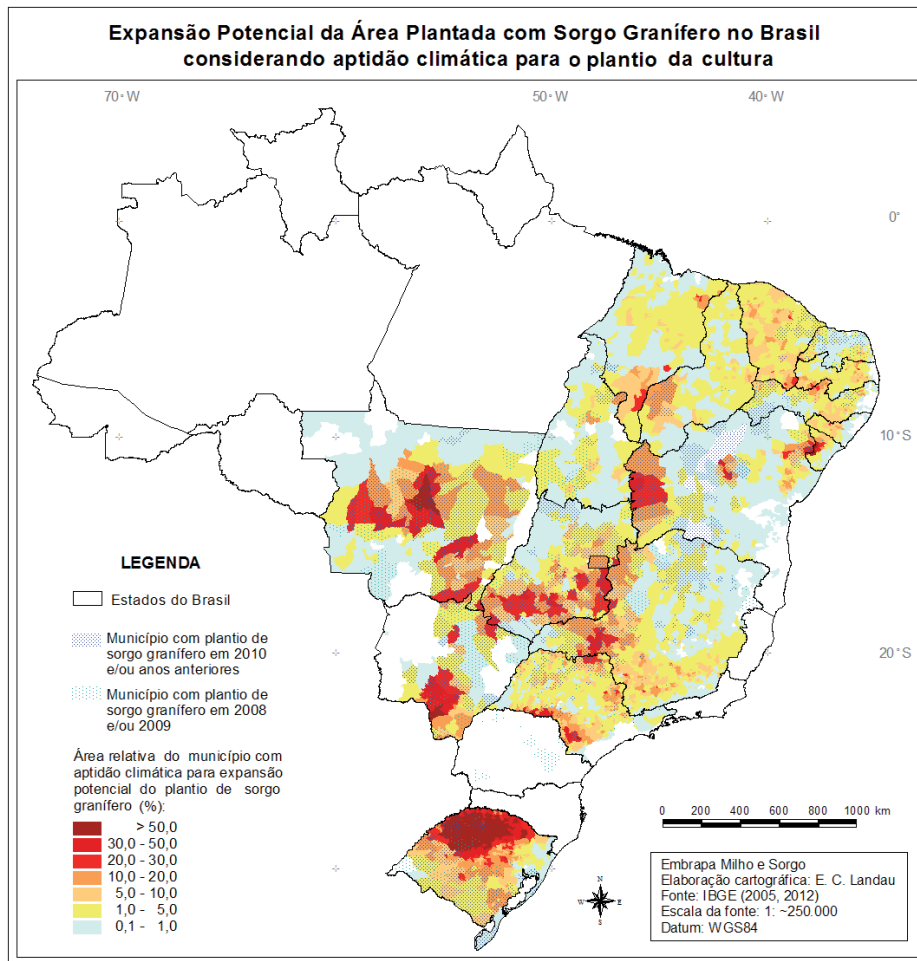 Expansão Potencial da Área Plantada com Sorgo Granífero no Brasil
considerando aptidão climática para o plantio da cultura
70° W
50° W
40° W
0°
10° S
20° S
LEGENDA
Estados do Brasil
Município com plantio de
sorgo granífero em 2010
e/ou anos anteriores
Município com plantio de
sorgo granífero em 2008
e/ou 2009
Área relativa do município com
aptidão climática para expansão
potencial do plantio de sorgo
granífero (%):
> 50,0
30,0 - 50,0
20,0 - 30,0
10,0 - 20,0
5,0 - 10,0
1,0 - 5,0
0,1 - 1,0
0 200 400 600 800 1000 km
N
W E
S
Embrapa Milho e Sorgo
Elaboração cartográfica: E. C. Landau
Fonte: IBGE (2005, 2012)
Escala da fonte: 1: ~250.000
Datum: WGS84